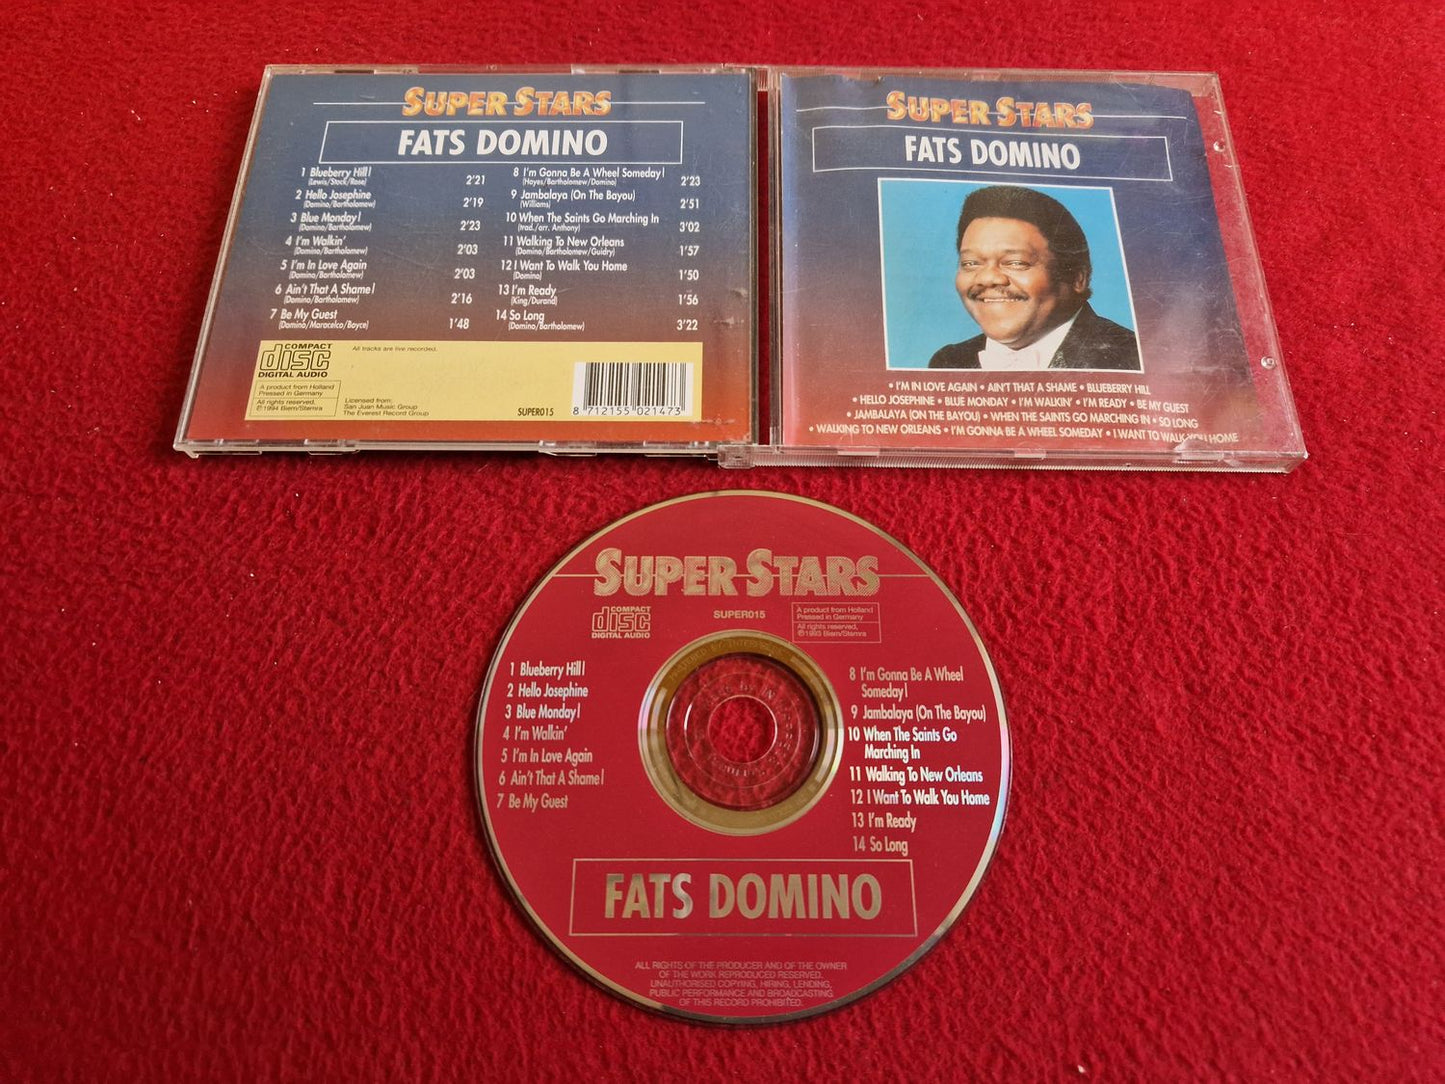 SUPER STARS
FATS DOMINO
1 Blueberry Hill!
(Lewis/Stock/Rose)
2'21
2 Hello Josephine
(Domino/Bartholomew)
2'19
3 Blue Monday!
(Domino/Bartholomew)
2'23
4 I'm Walkin'
(Domino/Bartholomew)
2'03
5 I'm In Love Again
(Domino/Bartholomew)
2'03
6 Ain't That A Shame!
(Domino/Bartholomew)
2'16
7 Be My Guest
(Domino/Maracelco/Boyce)
1'48
8 I'm Gonna Be A Wheel Someday!
(Hayes/Bartholomew/Domino)
2'23
9 Jambalaya (On The Bayou)
(Williams)
2'51
10 When The Saints Go Marching In
(trad./arr. Anthony)
3'02
11 Walking To New Orleans
(Domino/Bartholomew/Guidry)
1'57
12 I Want To Walk You Home
(Domino)
1'50
13 I'm Ready
(King/Durand)
1'56
14 So Long
(Domino/Bartholomew)
3'22
COMPACT
disc
DIGITAL AUDIO
All tracks are live recorded.
A product from Holland
Pressed in Germany
All rights reserved,
℗1994 Biem/Stemra
Licensed from:
San Juan Music Group
The Everest Record Group
SUPER015
8 712155 021473
SUPER STARS
FATS DOMINO
• I'M IN LOVE AGAIN • AIN'T THAT A SHAME • BLUEBERRY HILL
• HELLO JOSEPHINE • BLUE MONDAY • I'M WALKIN' • I'M READY • BE MY GUEST
• JAMBALAYA (ON THE BAYOU) • WHEN THE SAINTS GO MARCHING IN • SO LONG
• WALKING TO NEW ORLEANS • I'M GONNA BE A WHEEL SOMEDAY • I WANT TO WALK YOU HOME
SUPER STARS
COMPACT
disc
DIGITAL AUDIO
SUPER015
A product from Holland
Pressed in Germany
All rights reserved,
℗1993 Biem/Stemra
1 Blueberry Hill!
2 Hello Josephine
3 Blue Monday!
4 I'm Walkin'
5 I'm In Love Again
6 Ain't That A Shame!
7 Be My Guest
8 I'm Gonna Be A Wheel
Someday!
9 Jambalaya (On The Bayou)
10 When The Saints Go
Marching In
11 Walking To New Orleans
12 I Want To Walk You Home
13 I'm Ready
14 So Long
FATS DOMINO
ALL RIGHTS OF THE PRODUCER AND OF THE OWNER
OF THE WORK REPRODUCED RESERVED.
UNAUTHORISED COPYING, HIRING, LENDING,
PUBLIC PERFORMANCE AND BROADCASTING
OF THIS RECORD PROHIBITED.